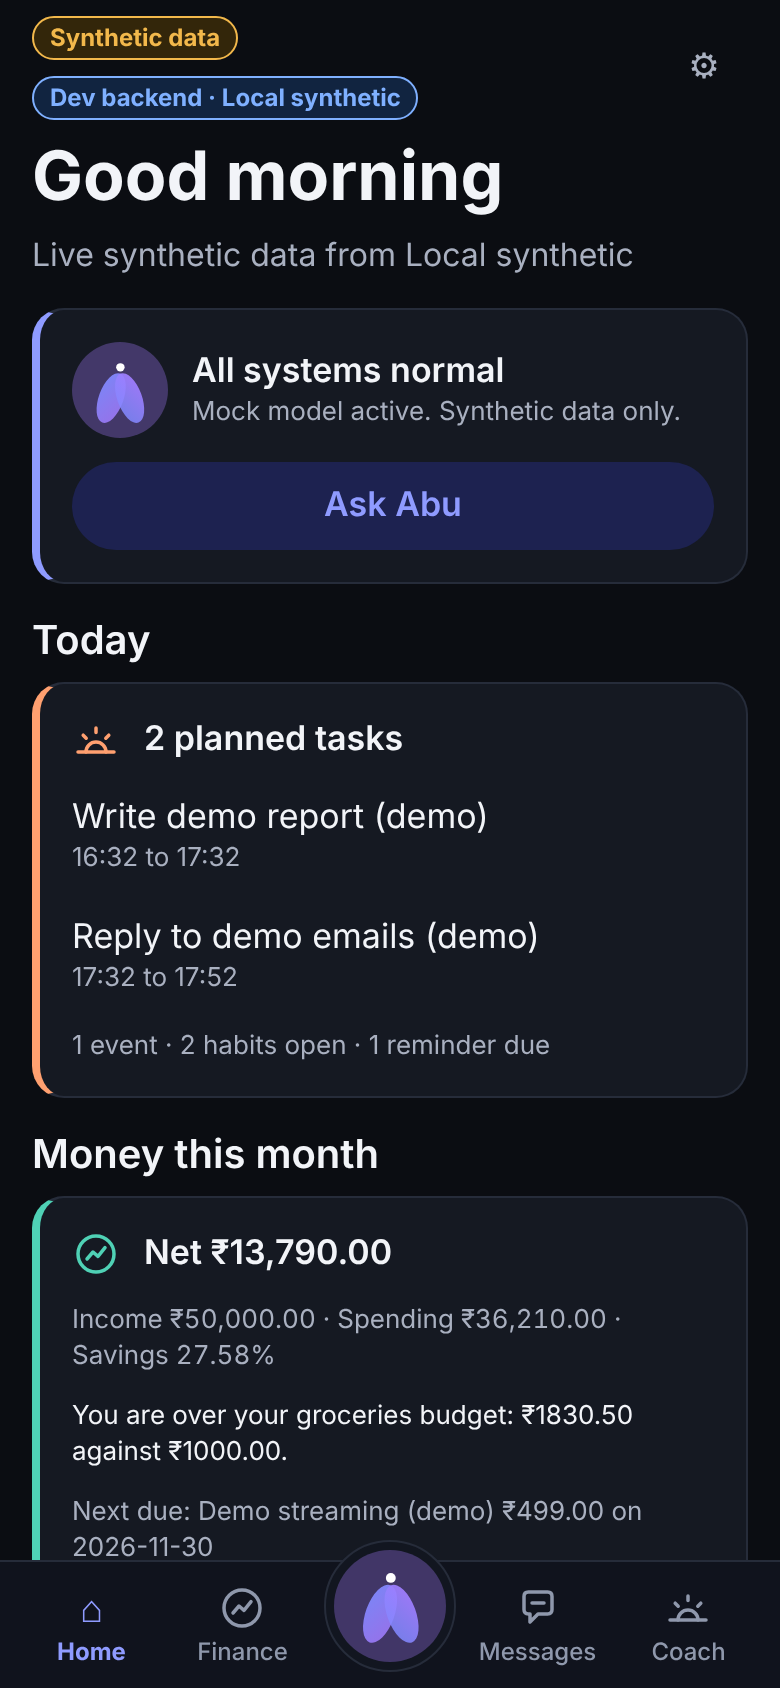 Synthetic data
Dev backend · Local synthetic
Good morning
Live synthetic data from Local synthetic
All systems normal
Mock model active. Synthetic data only.
Ask Abu
Today
2 planned tasks
Write demo report (demo)
16:32 to 17:32
Reply to demo emails (demo)
17:32 to 17:52
1 event · 2 habits open · 1 reminder due
Money this month
Net ₹13,790.00
Income ₹50,000.00 · Spending ₹36,210.00 ·
Savings 27.58%
You are over your groceries budget: ₹1830.50
against ₹1000.00.
Next due: Demo streaming (demo) ₹499.00 on
2026-11-30
Home
Finance
Messages
Coach